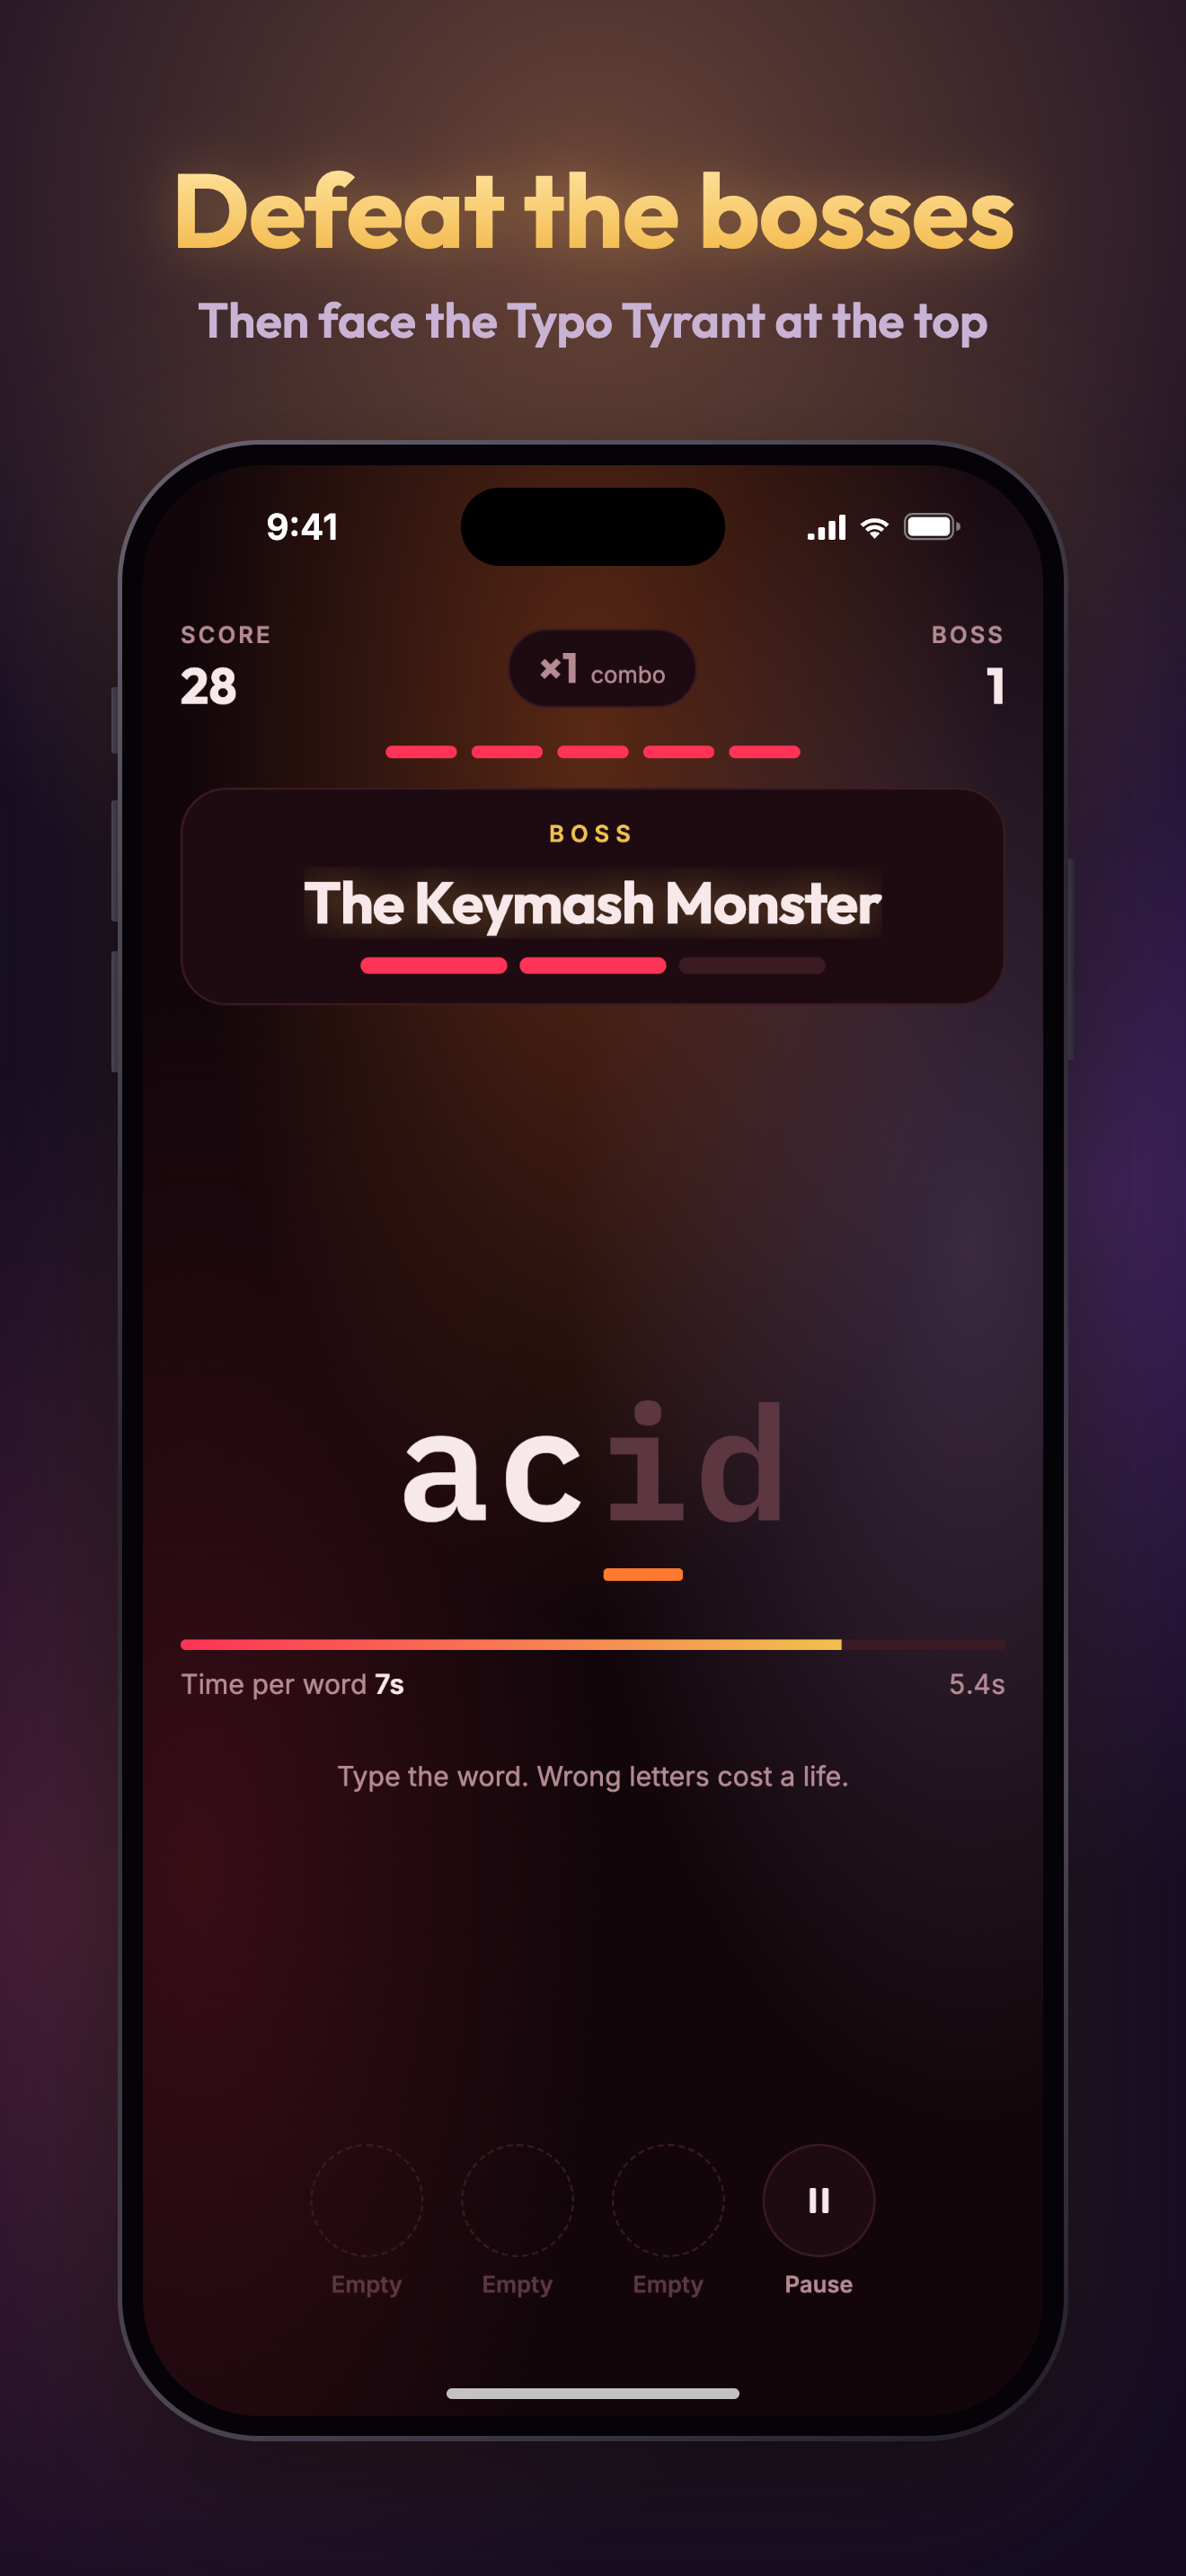 Defeat the bosses
Then face the Typo Tyrant at the top
9:41
SCORE
28
×1 combo
BOSS
1
BOSS
The Keymash Monster
acid
Time per word 7s
5.4s
Type the word. Wrong letters cost a life.
Empty Empty Empty Pause